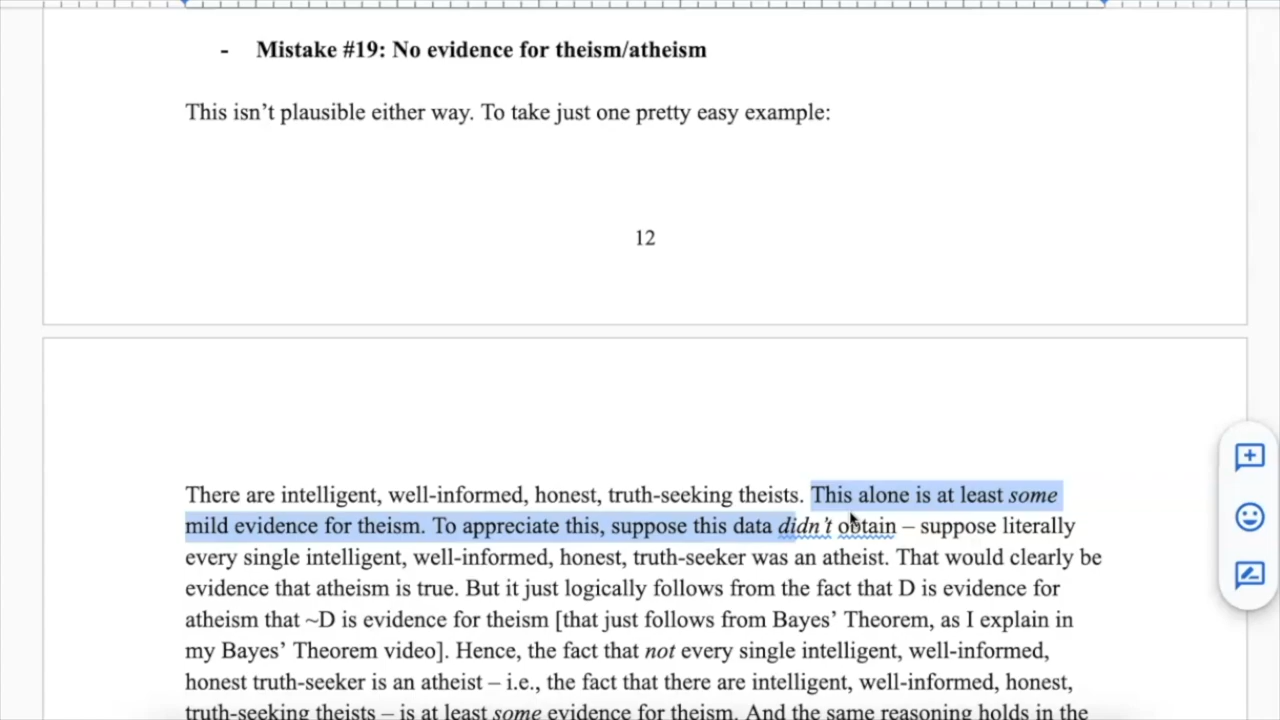 - Mistake #19: No evidence for theism/atheism
This isn’t plausible either way. To take just one pretty easy example:
12
There are intelligent, well-informed, honest, truth-seeking theists. This alone is at least some
mild evidence for theism. To appreciate this, suppose this data didn’t obtain – suppose literally
every single intelligent, well-informed, honest, truth-seeker was an atheist. That would clearly be
evidence that atheism is true. But it just logically follows from the fact that D is evidence for
atheism that ~D is evidence for theism [that just follows from Bayes’ Theorem, as I explain in
my Bayes’ Theorem video]. Hence, the fact that not every single intelligent, well-informed,
honest truth-seeker is an atheist – i.e., the fact that there are intelligent, well-informed, honest,
truth-seeking theists – is at least some evidence for theism. And the same reasoning holds in the